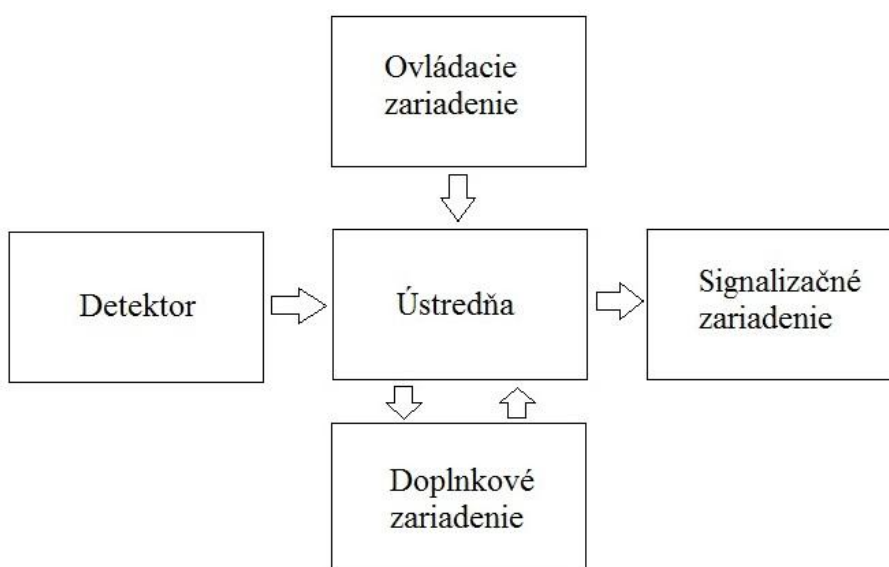 Ovládacie
zariadenie
Detektor
Ústredňa
Signalizačné
zariadenie
Doplnkové
zariadenie